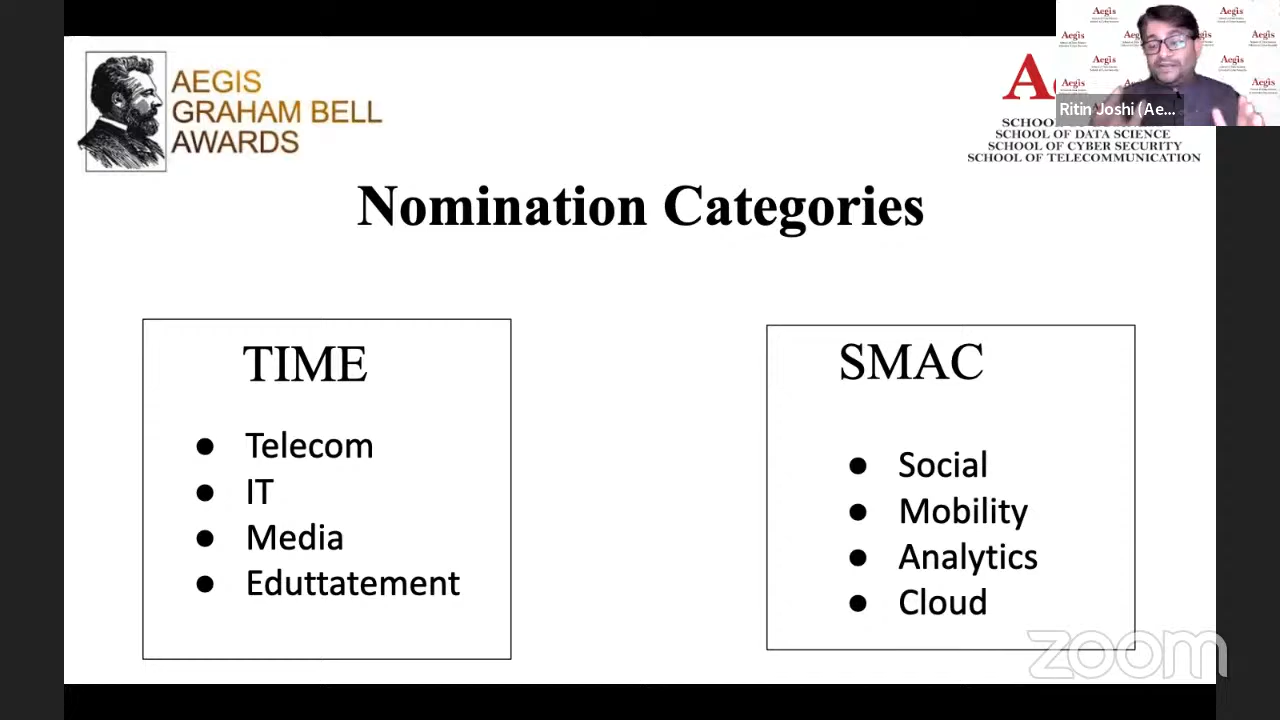 AEGIS
GRAHAM BELL
AWARDS
Aegis
Ritin Joshi (Ae...
SCHOOL OF DATA SCIENCE
SCHOOL OF CYBER SECURITY
SCHOOL OF TELECOMMUNICATION
Nomination Categories
TIME
● Telecom
● IT
● Media
● Eduttatement
SMAC
● Social
● Mobility
● Analytics
● Cloud
zoom